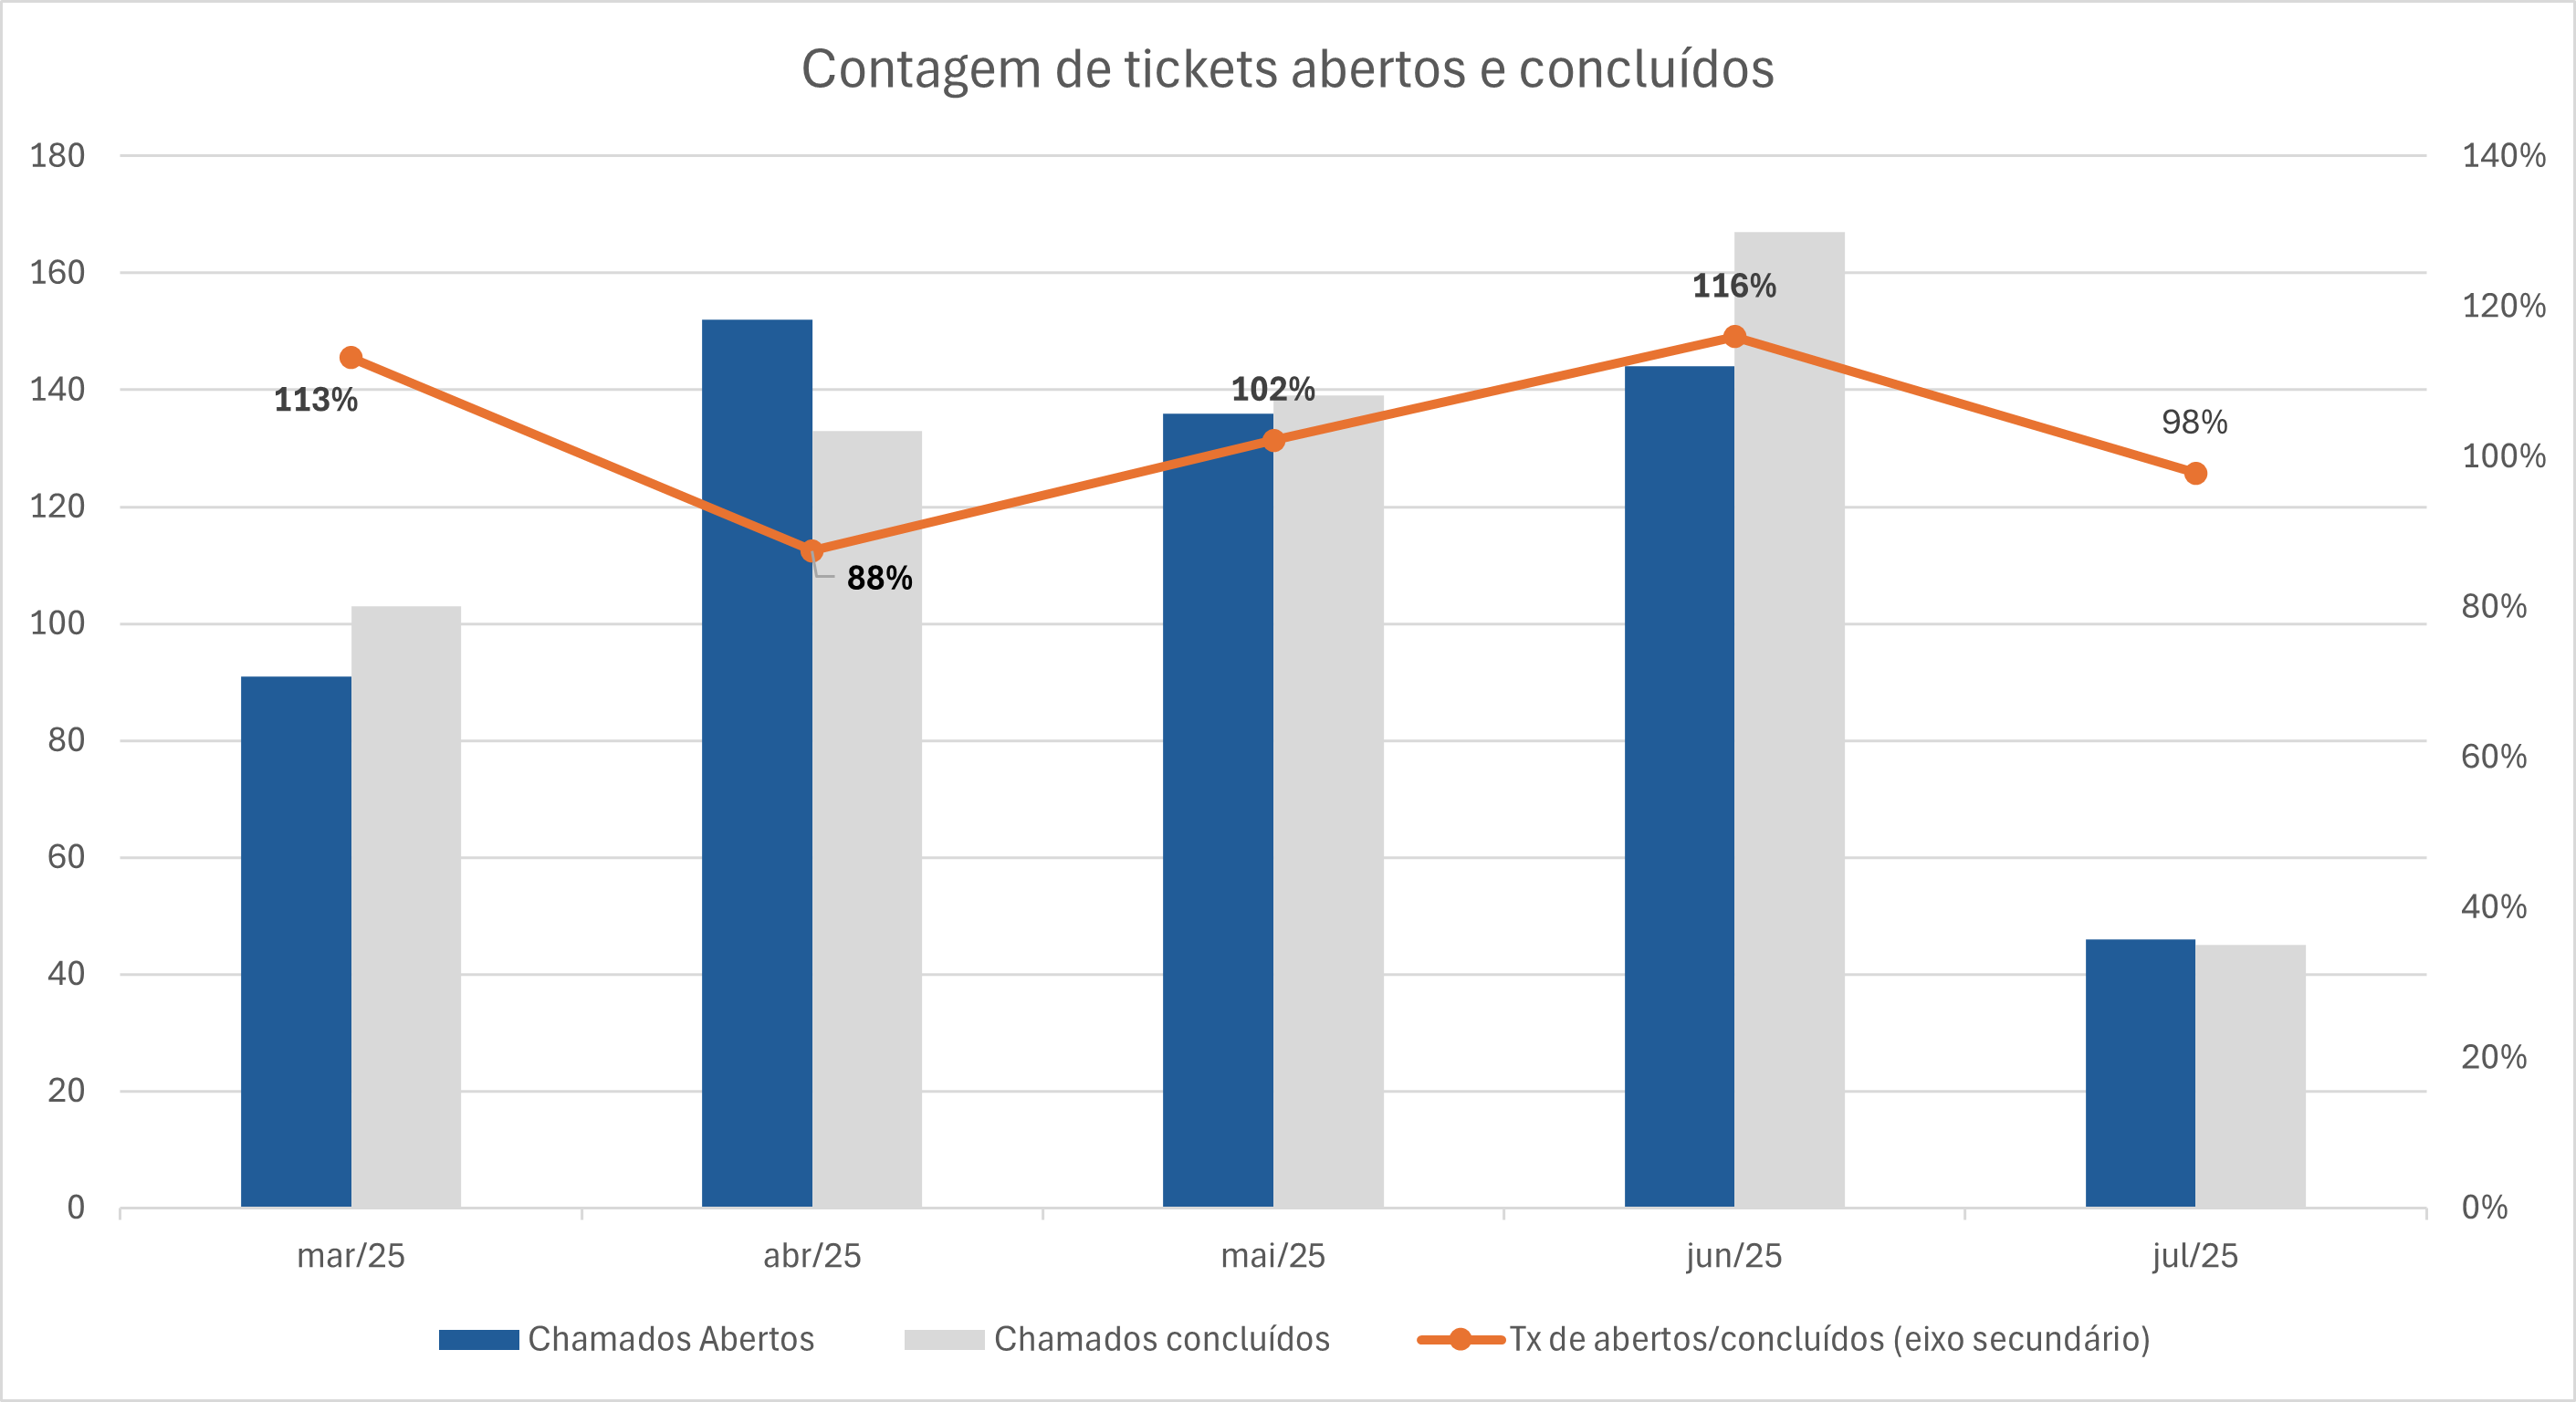 Contagem de tickets abertos e concluídos
180
160
140
120
100
80
60
40
20
0
140%
120%
100%
80%
60%
40%
20%
0%
113%
88%
102%
116%
98%
mar/25
abr/25
mai/25
jun/25
jul/25
Chamados Abertos
Chamados concluídos
Tx de abertos/concluídos (eixo secundário)